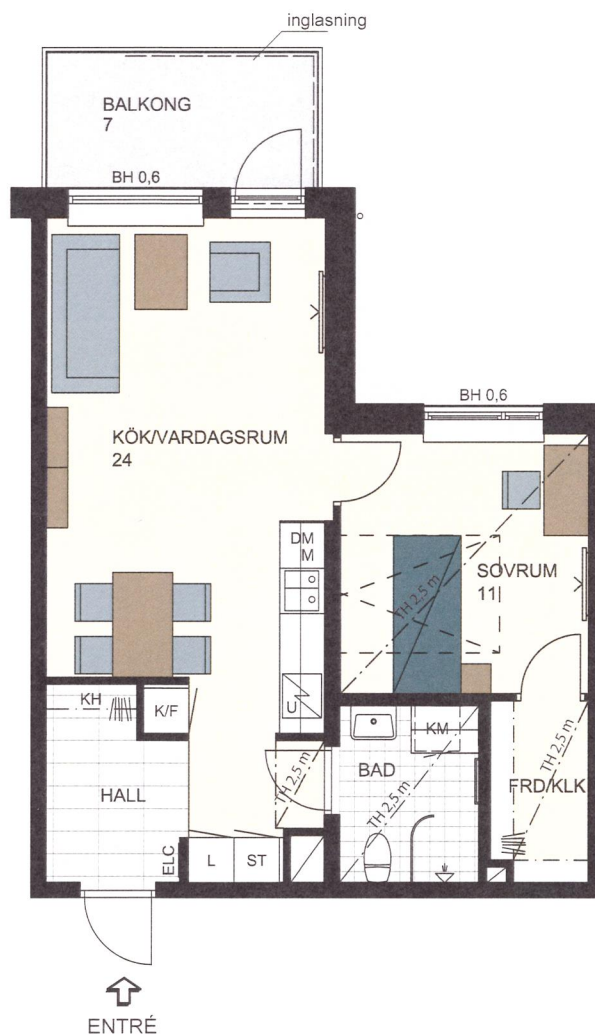 inglasning
BALKONG
7
BH 0,6
BH 0,6
KÖK/VARDAGSRUM
24
DM
M
SOVRUM
11
TH 2,5 m
U
KH
K/F
KM
TH 2,5 m
HALL
TH 2,5 m
BAD
TH 2,5 m
FRD/KLK
ELC
L
ST
ENTRÉ